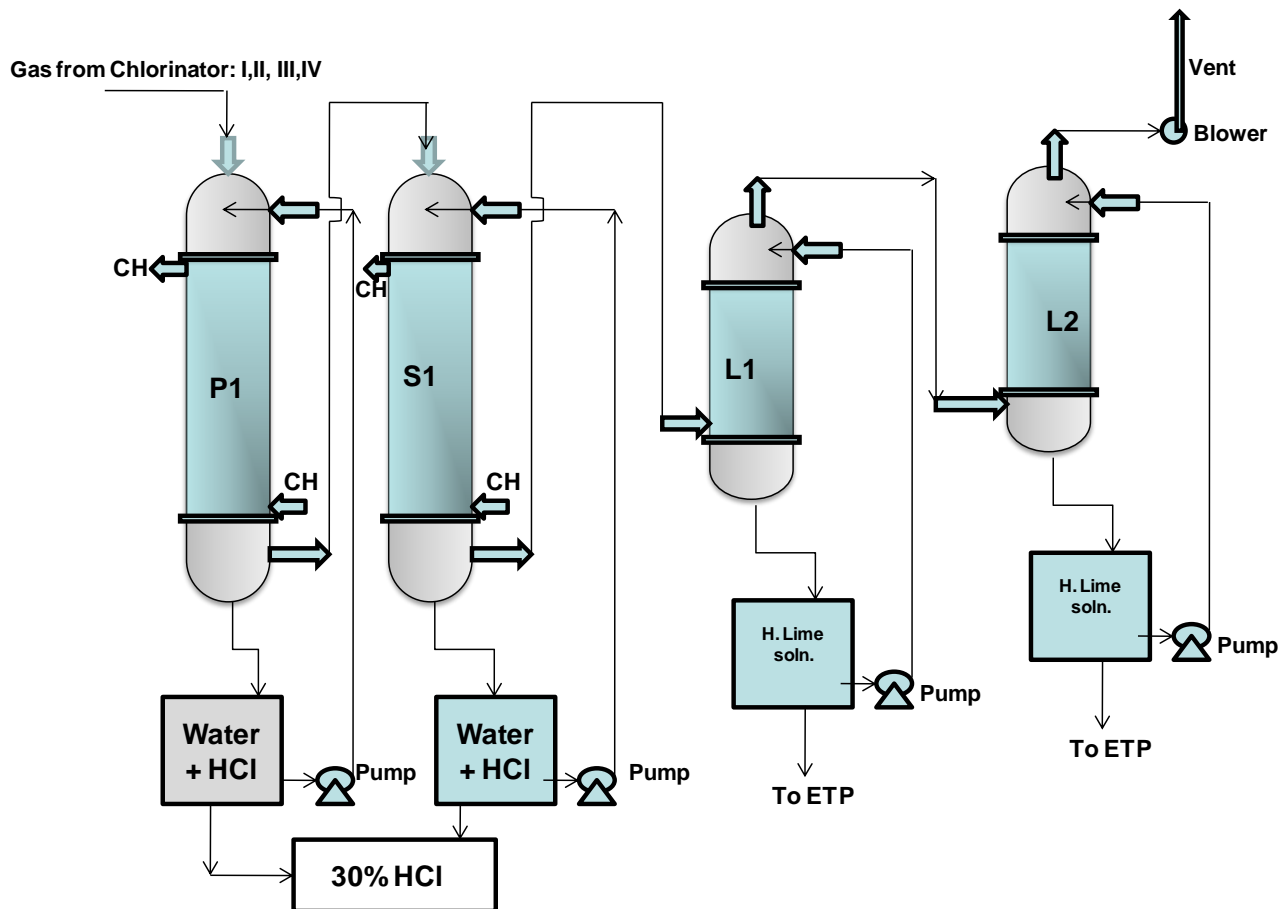 Gas from Chlorinator: I,II, III,IV
Vent
Blower
CH
CH
P1
S1
L1
L2
CH
CH
H. Lime
soln.
Pump
H. Lime
soln.
Pump
To ETP
To ETP
Water
+ HCl
Pump
Water
+ HCl
Pump
30% HCl